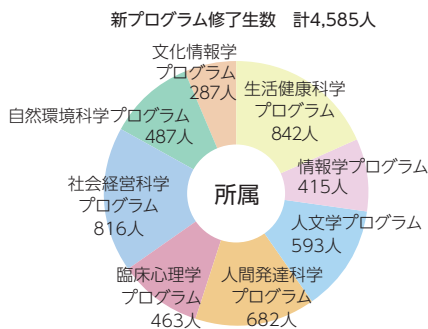 新プログラム修了生数　計4,585人
文化情報学
プログラム
287人
生活健康科学
プログラム
842人
自然環境科学プログラム
487人
情報学プログラム
415人
社会経営科学
プログラム
816人
所属
人文学プログラム
593人
臨床心理学
プログラム
463人
人間発達科学
プログラム
682人